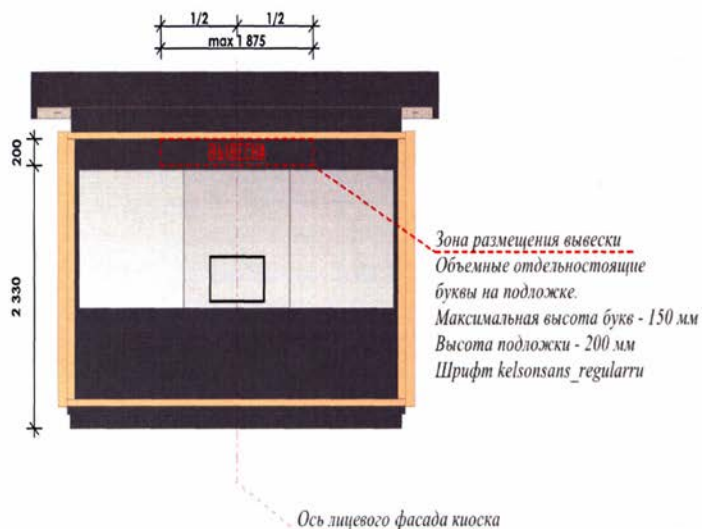 1/2 1/2
max 1 875
200
ВЫВЕСКА
2 330
Зона размещения вывески
Объемные отдельностоящие
буквы на подложке.
Максимальная высота букв - 150 мм
Высота подложки - 200 мм
Шрифт kelsonsans_regularru
Ось лицевого фасада киоска